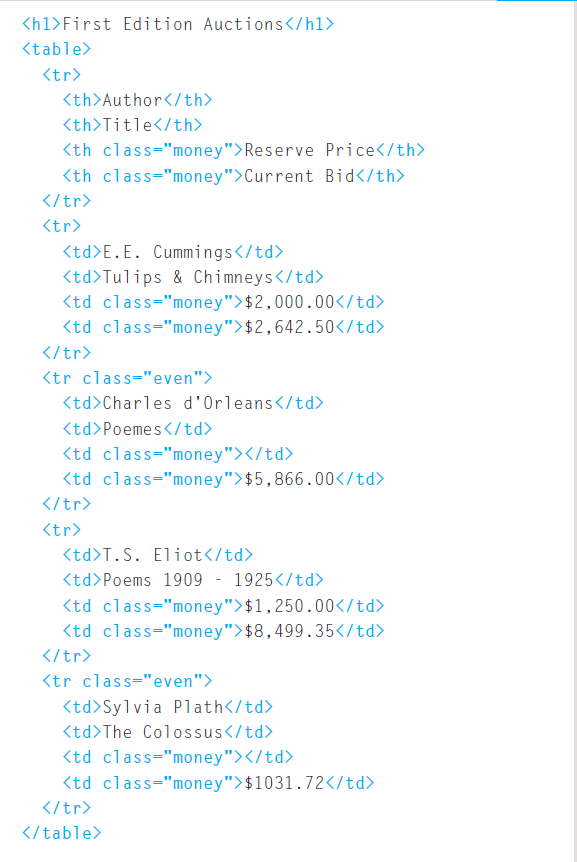 <h1>First Edition Auctions</h1>
<table>
  <tr>
    <th>Author</th>
    <th>Title</th>
    <th class="money">Reserve Price</th>
    <th class="money">Current Bid</th>
  </tr>
  <tr>
    <td>E.E. Cummings</td>
    <td>Tulips & Chimneys</td>
    <td class="money">$2,000.00</td>
    <td class="money">$2,642.50</td>
  </tr>
  <tr class="even">
    <td>Charles d'Orleans</td>
    <td>Poemes</td>
    <td class="money"></td>
    <td class="money">$5,866.00</td>
  </tr>
  <tr>
    <td>T.S. Eliot</td>
    <td>Poems 1909 - 1925</td>
    <td class="money">$1,250.00</td>
    <td class="money">$8,499.35</td>
  </tr>
  <tr class="even">
    <td>Sylvia Plath</td>
    <td>The Colossus</td>
    <td class="money"></td>
    <td class="money">$1031.72</td>
  </tr>
</table>